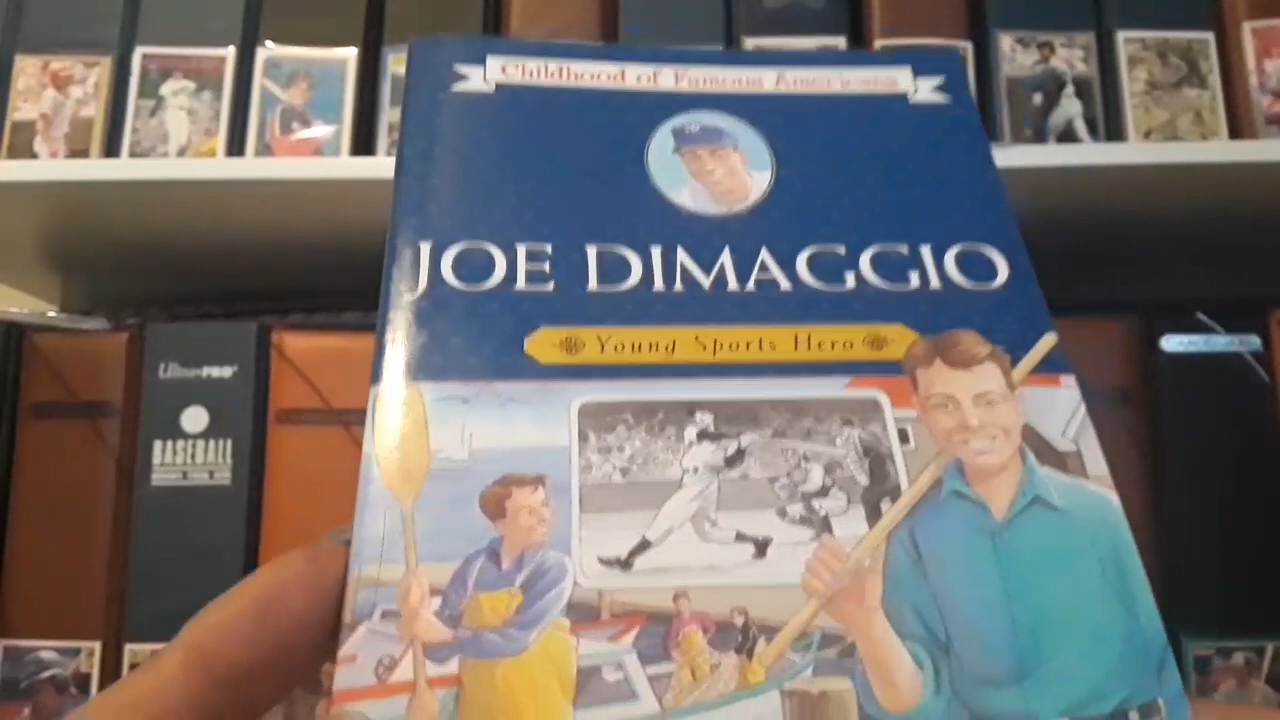 Childhood of Famous Americans
JOE DIMAGGIO
Young Sports Hero
Ultra•PRO
BASEBALL